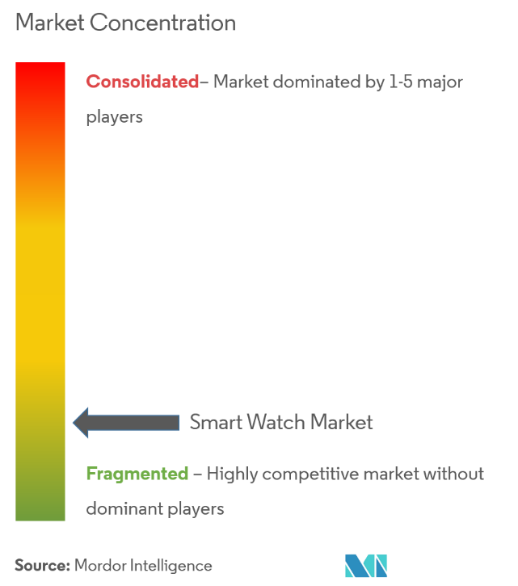 Market Concentration
Consolidated– Market dominated by 1-5 major
players
Smart Watch Market
Fragmented – Highly competitive market without
dominant players
Source: Mordor Intelligence